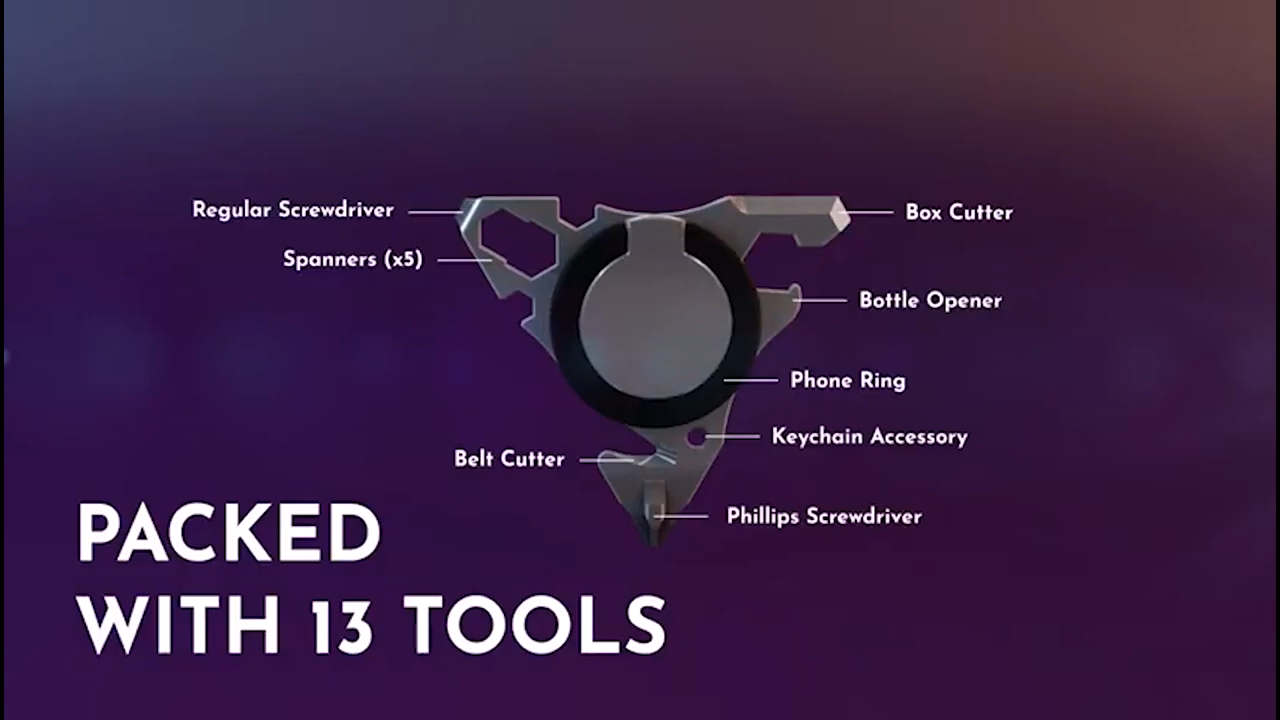 Regular Screwdriver
Box Cutter
Spanners (x5)
Bottle Opener
Phone Ring
Keychain Accessory
Belt Cutter
Phillips Screwdriver
PACKED
WITH 13 TOOLS